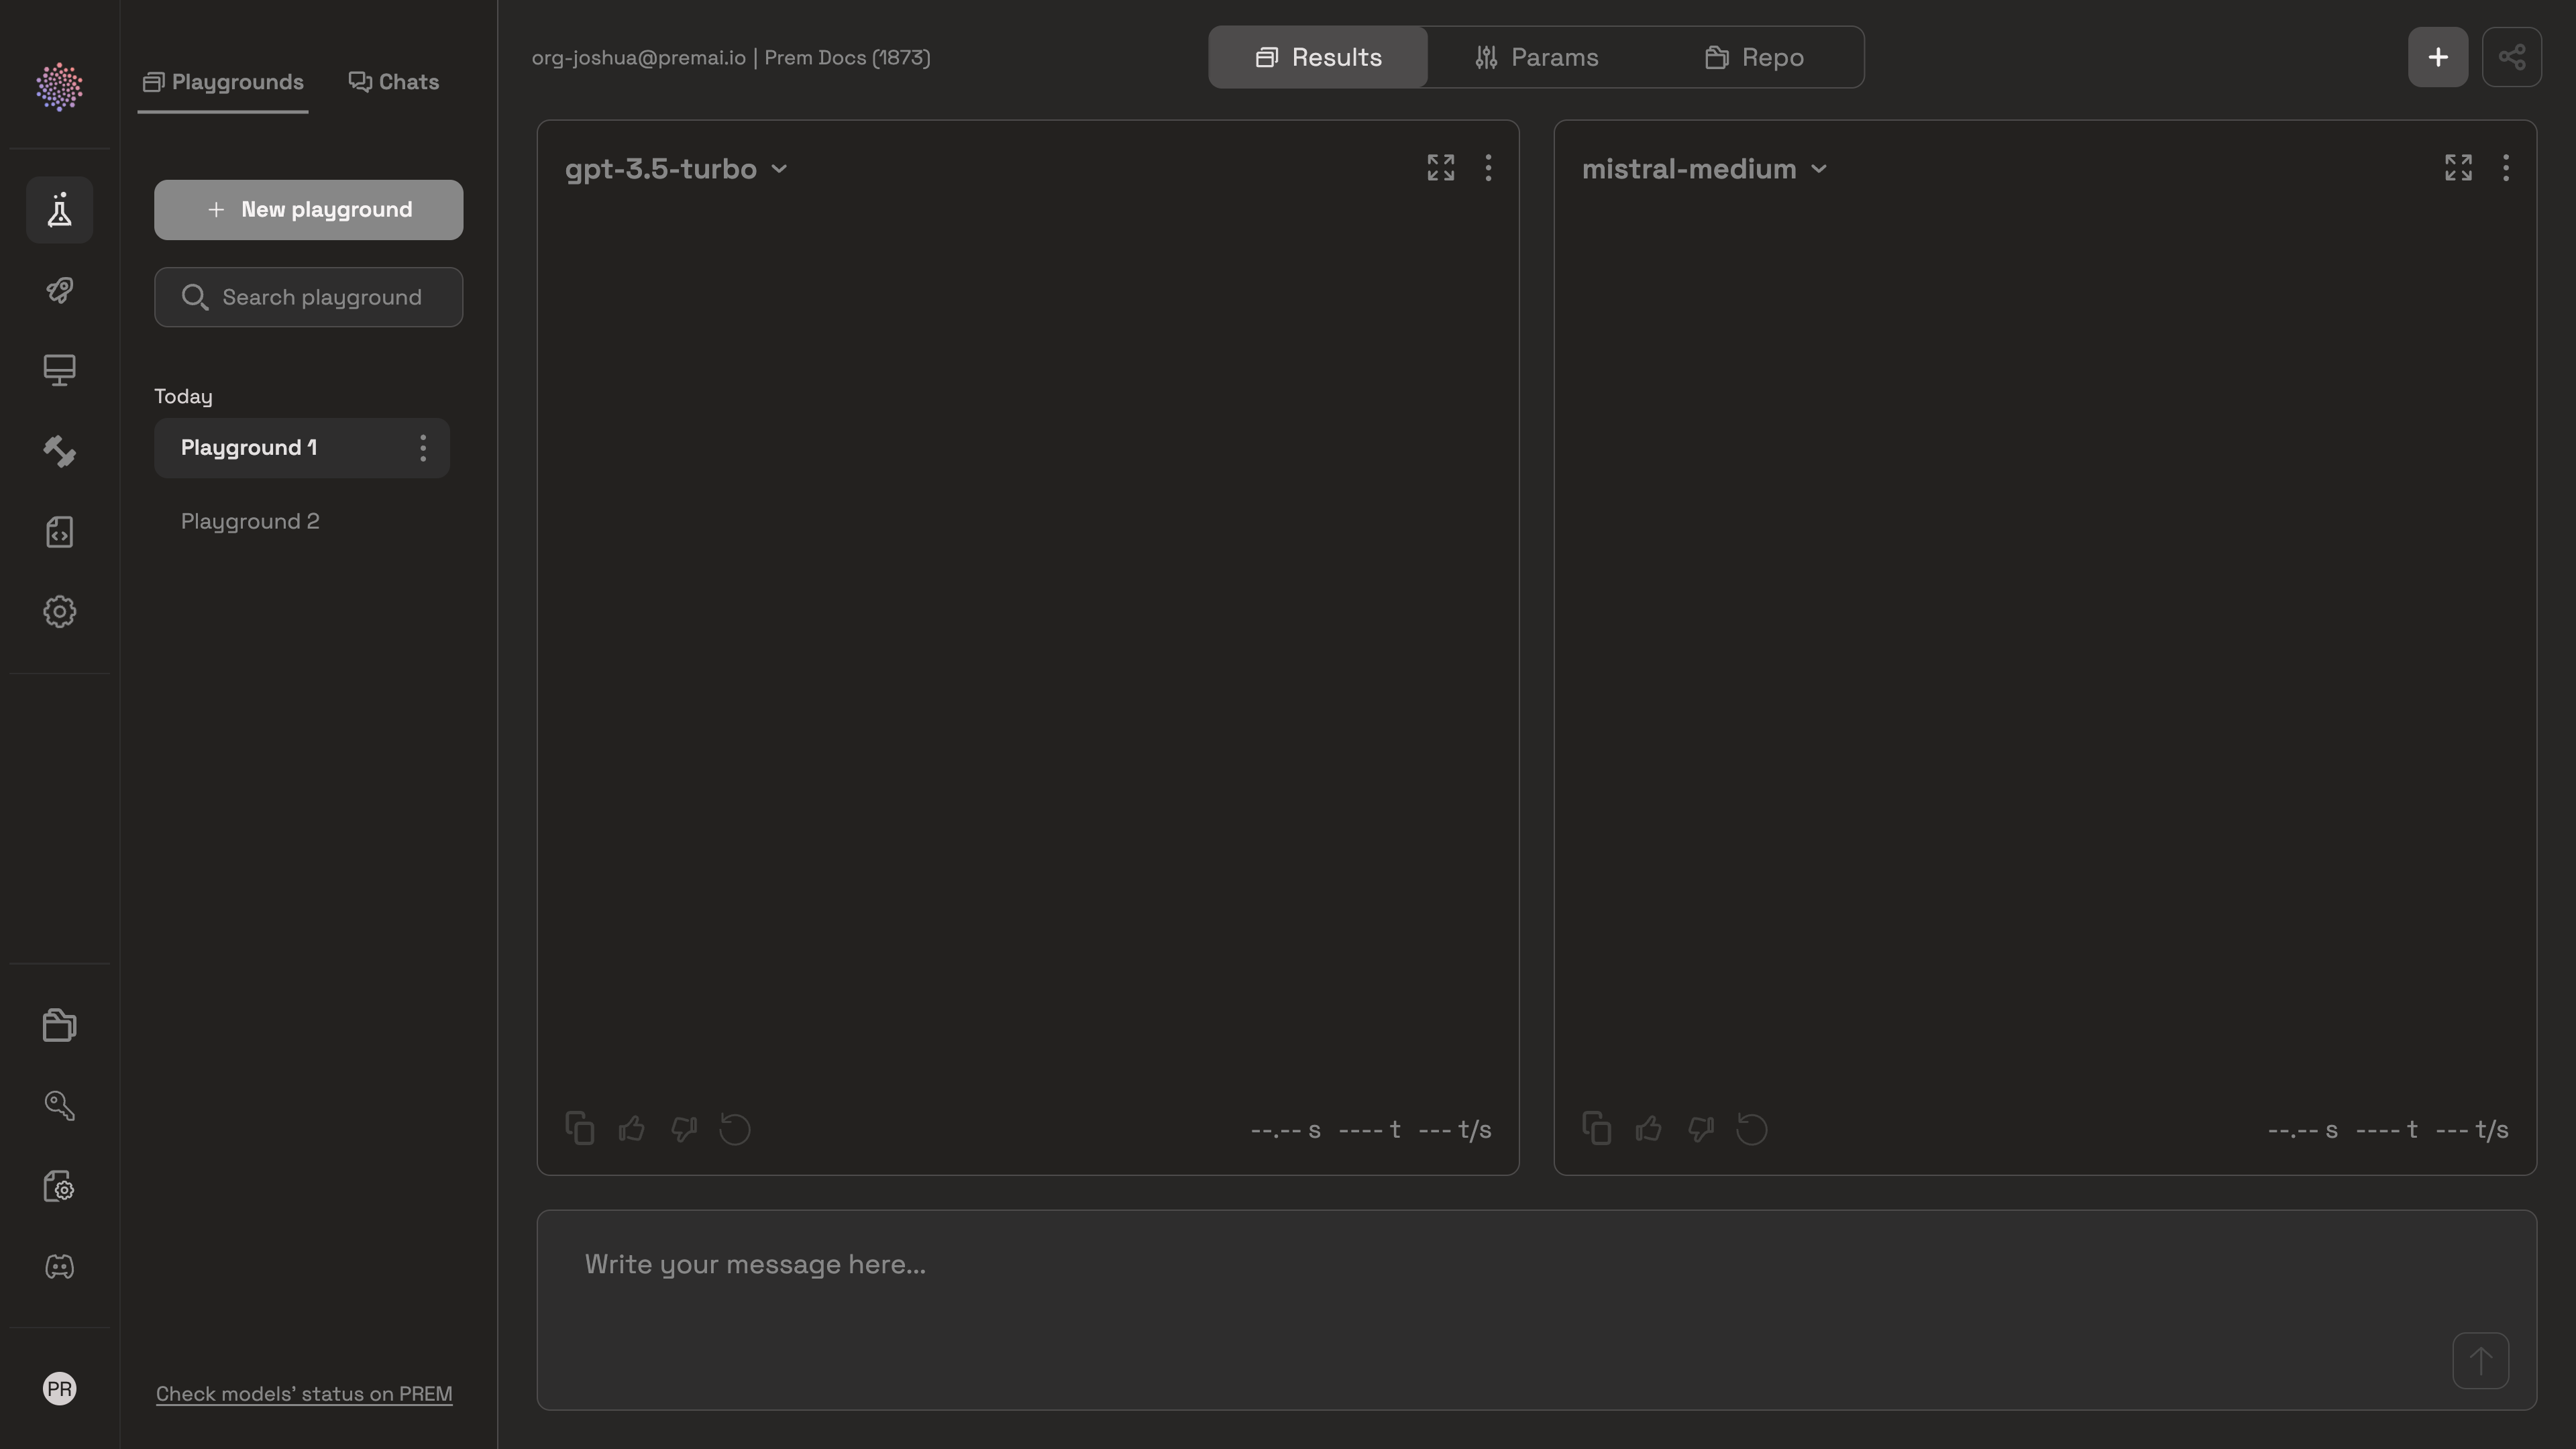 Playgrounds
Chats
New playground
Search playground
Today
Playground 1
Playground 2
Check models' status on PREM
PR
org-joshua@premai.io | Prem Docs (1873)
Results
Params
Repo
gpt-3.5-turbo
--.-- s ---- t --- t/s
mistral-medium
--.-- s ---- t --- t/s
Write your message here...